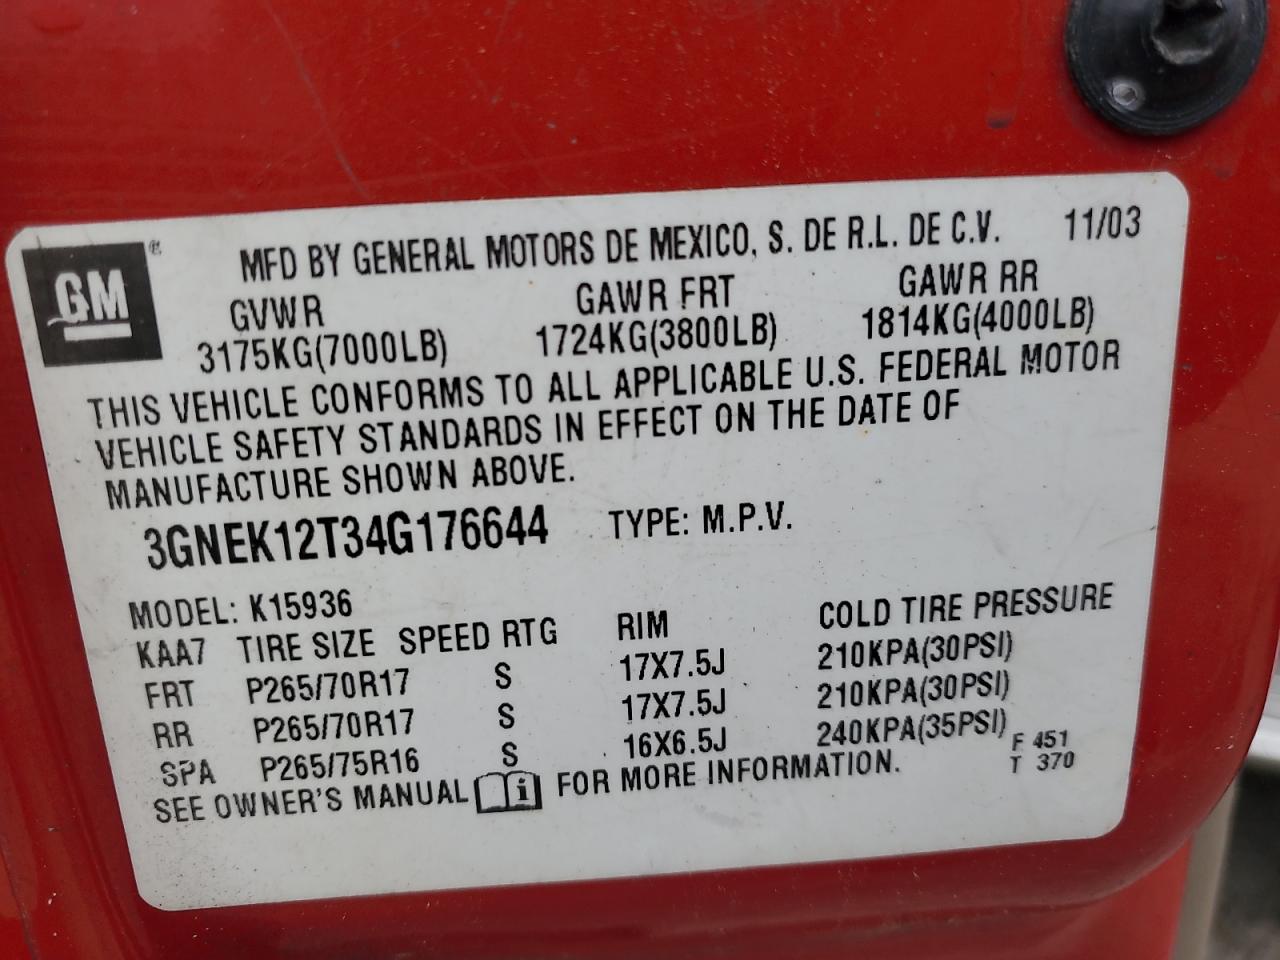 GM ®
MFD BY GENERAL MOTORS DE MEXICO, S. DE R.L. DE C.V. 11/03
GVWR GAWR FRT GAWR RR
3175KG(7000LB) 1724KG(3800LB) 1814KG(4000LB)
THIS VEHICLE CONFORMS TO ALL APPLICABLE U.S. FEDERAL MOTOR
VEHICLE SAFETY STANDARDS IN EFFECT ON THE DATE OF
MANUFACTURE SHOWN ABOVE.
3GNEK12T34G176644 TYPE: M.P.V.
MODEL: K15936
KAA7 TIRE SIZE SPEED RTG RIM COLD TIRE PRESSURE
FRT P265/70R17 S 17X7.5J 210KPA(30PSI)
RR P265/70R17 S 17X7.5J 210KPA(30PSI)
SPA P265/75R16 S 16X6.5J 240KPA(35PSI)
F 451
T 370
SEE OWNER'S MANUAL i FOR MORE INFORMATION.